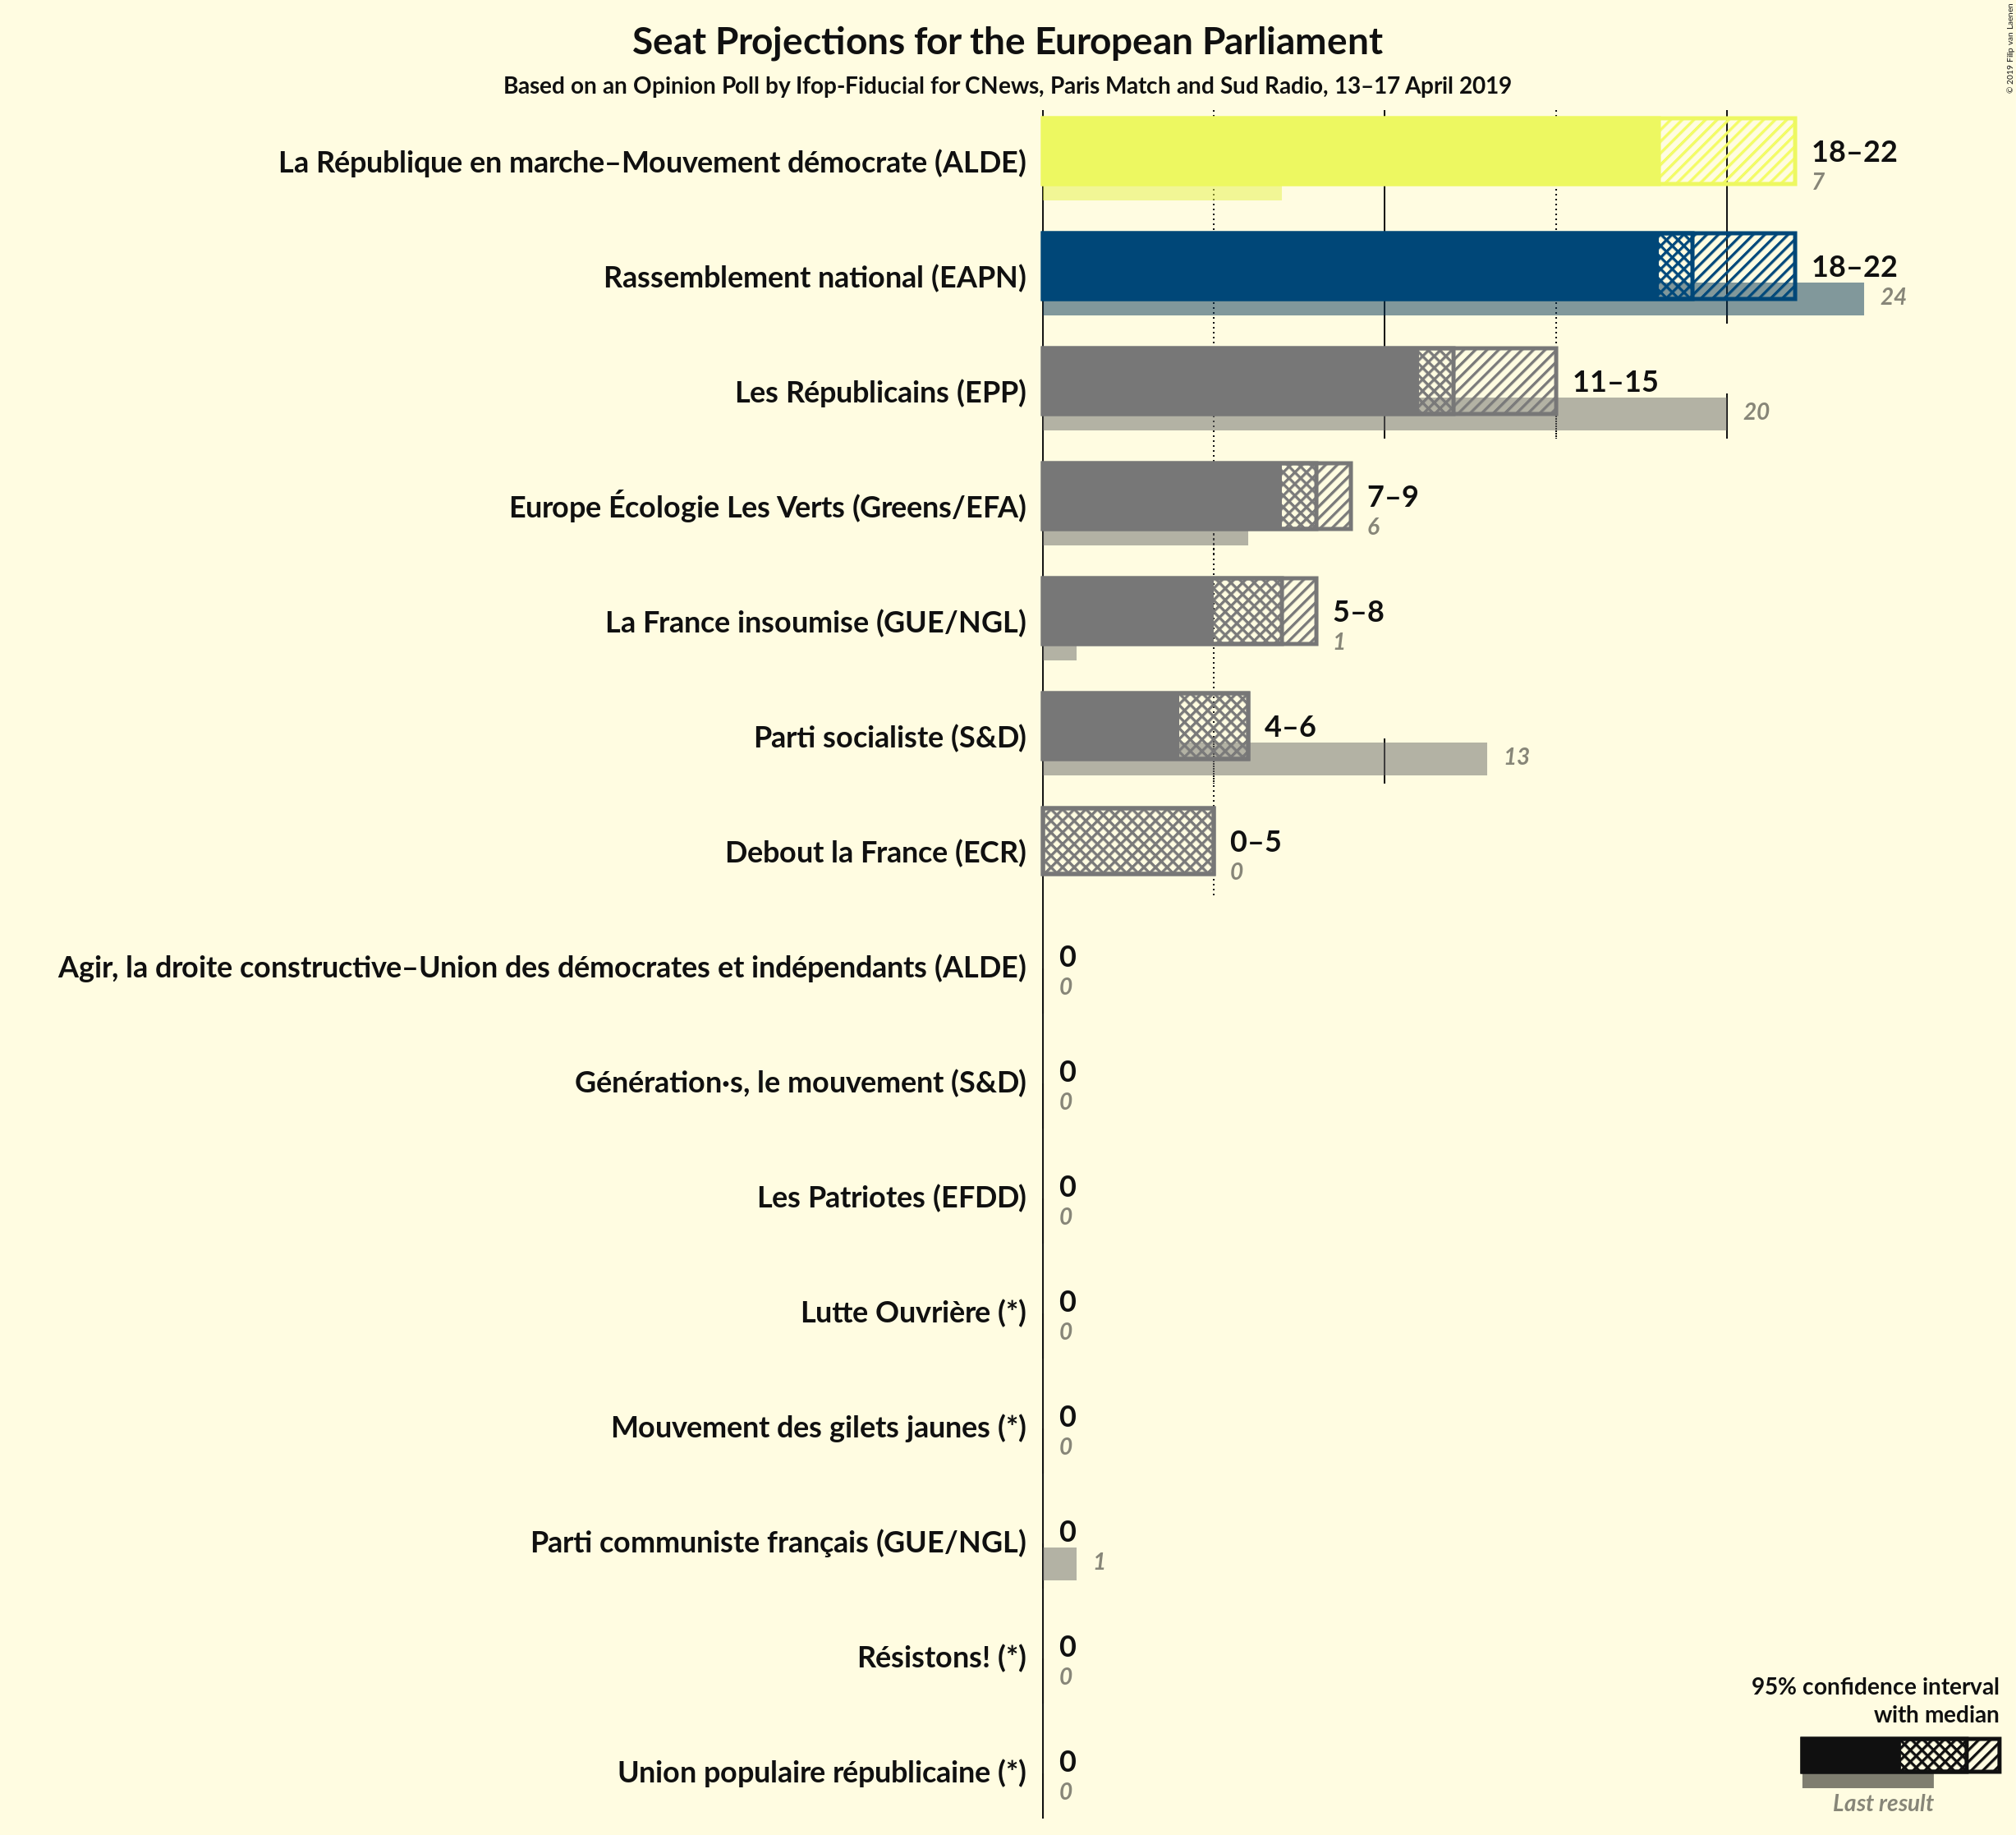 Seat Projections for the European Parliament
Based on an Opinion Poll by Ifop-Fiducial for CNews, Paris Match and Sud Radio, 13–17 April 2019
© 2019 Filip van Laenen
La République en marche–Mouvement démocrate (ALDE)
18–22
7
Rassemblement national (EAPN)
18–22
24
Les Républicains (EPP)
11–15
20
Europe Écologie Les Verts (Greens/EFA)
7–9
6
La France insoumise (GUE/NGL)
5–8
1
Parti socialiste (S&D)
4–6
13
Debout la France (ECR)
0–5
0
Agir, la droite constructive–Union des démocrates et indépendants (ALDE)
0
0
Génération·s, le mouvement (S&D)
0
0
Les Patriotes (EFDD)
0
0
Lutte Ouvrière (*)
0
0
Mouvement des gilets jaunes (*)
0
0
Parti communiste français (GUE/NGL)
0
1
Résistons! (*)
0
0
Union populaire républicaine (*)
0
0
95% confidence interval
with median
Last result